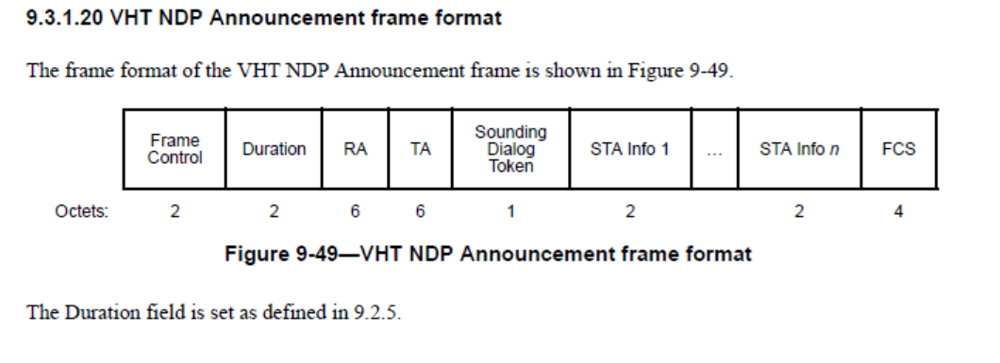 9.3.1.20 VHT NDP Announcement frame format
The frame format of the VHT NDP Announcement frame is shown in Figure 9-49.
Frame
Control
Duration
RA
TA
Sounding
Dialog
Token
STA Info 1
...
STA Info n
FCS
Octets: 2 2 6 6 1 2 2 4
Figure 9-49—VHT NDP Announcement frame format
The Duration field is set as defined in 9.2.5.